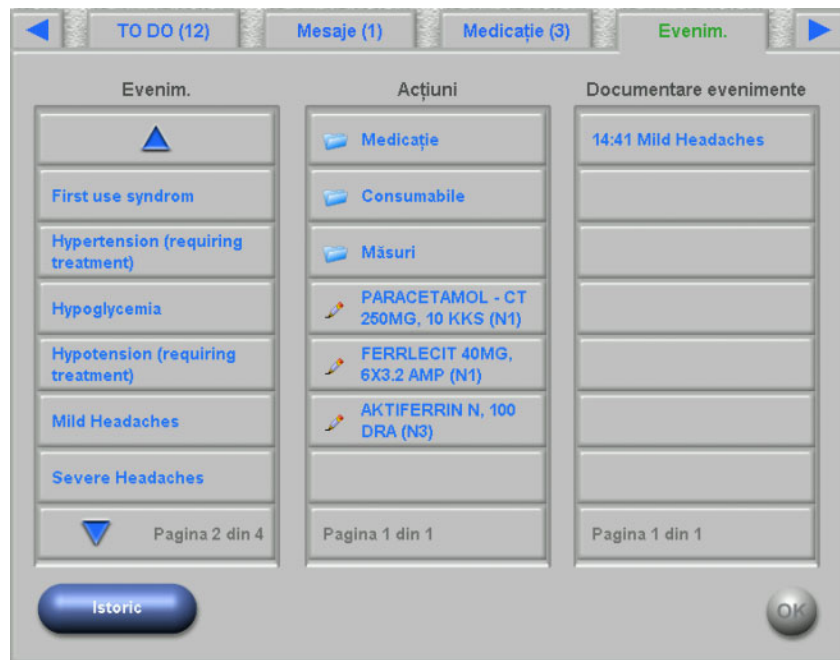 TO DO (12)
Mesaje (1)
Medicație (3)
Evenim.
Evenim.
First use syndrom
Hypertension (requiring
treatment)
Hypoglycemia
Hypotension (requiring
treatment)
Mild Headaches
Severe Headaches
Pagina 2 din 4
Acțiuni
Medicație
Consumabile
Măsuri
PARACETAMOL - CT
250MG, 10 KKS (N1)
FERRLECIT 40MG,
6X3.2 AMP (N1)
AKTIFERRIN N, 100
DRA (N3)
Pagina 1 din 1
Documentare evenimente
14:41 Mild Headaches
Pagina 1 din 1
Istoric
OK